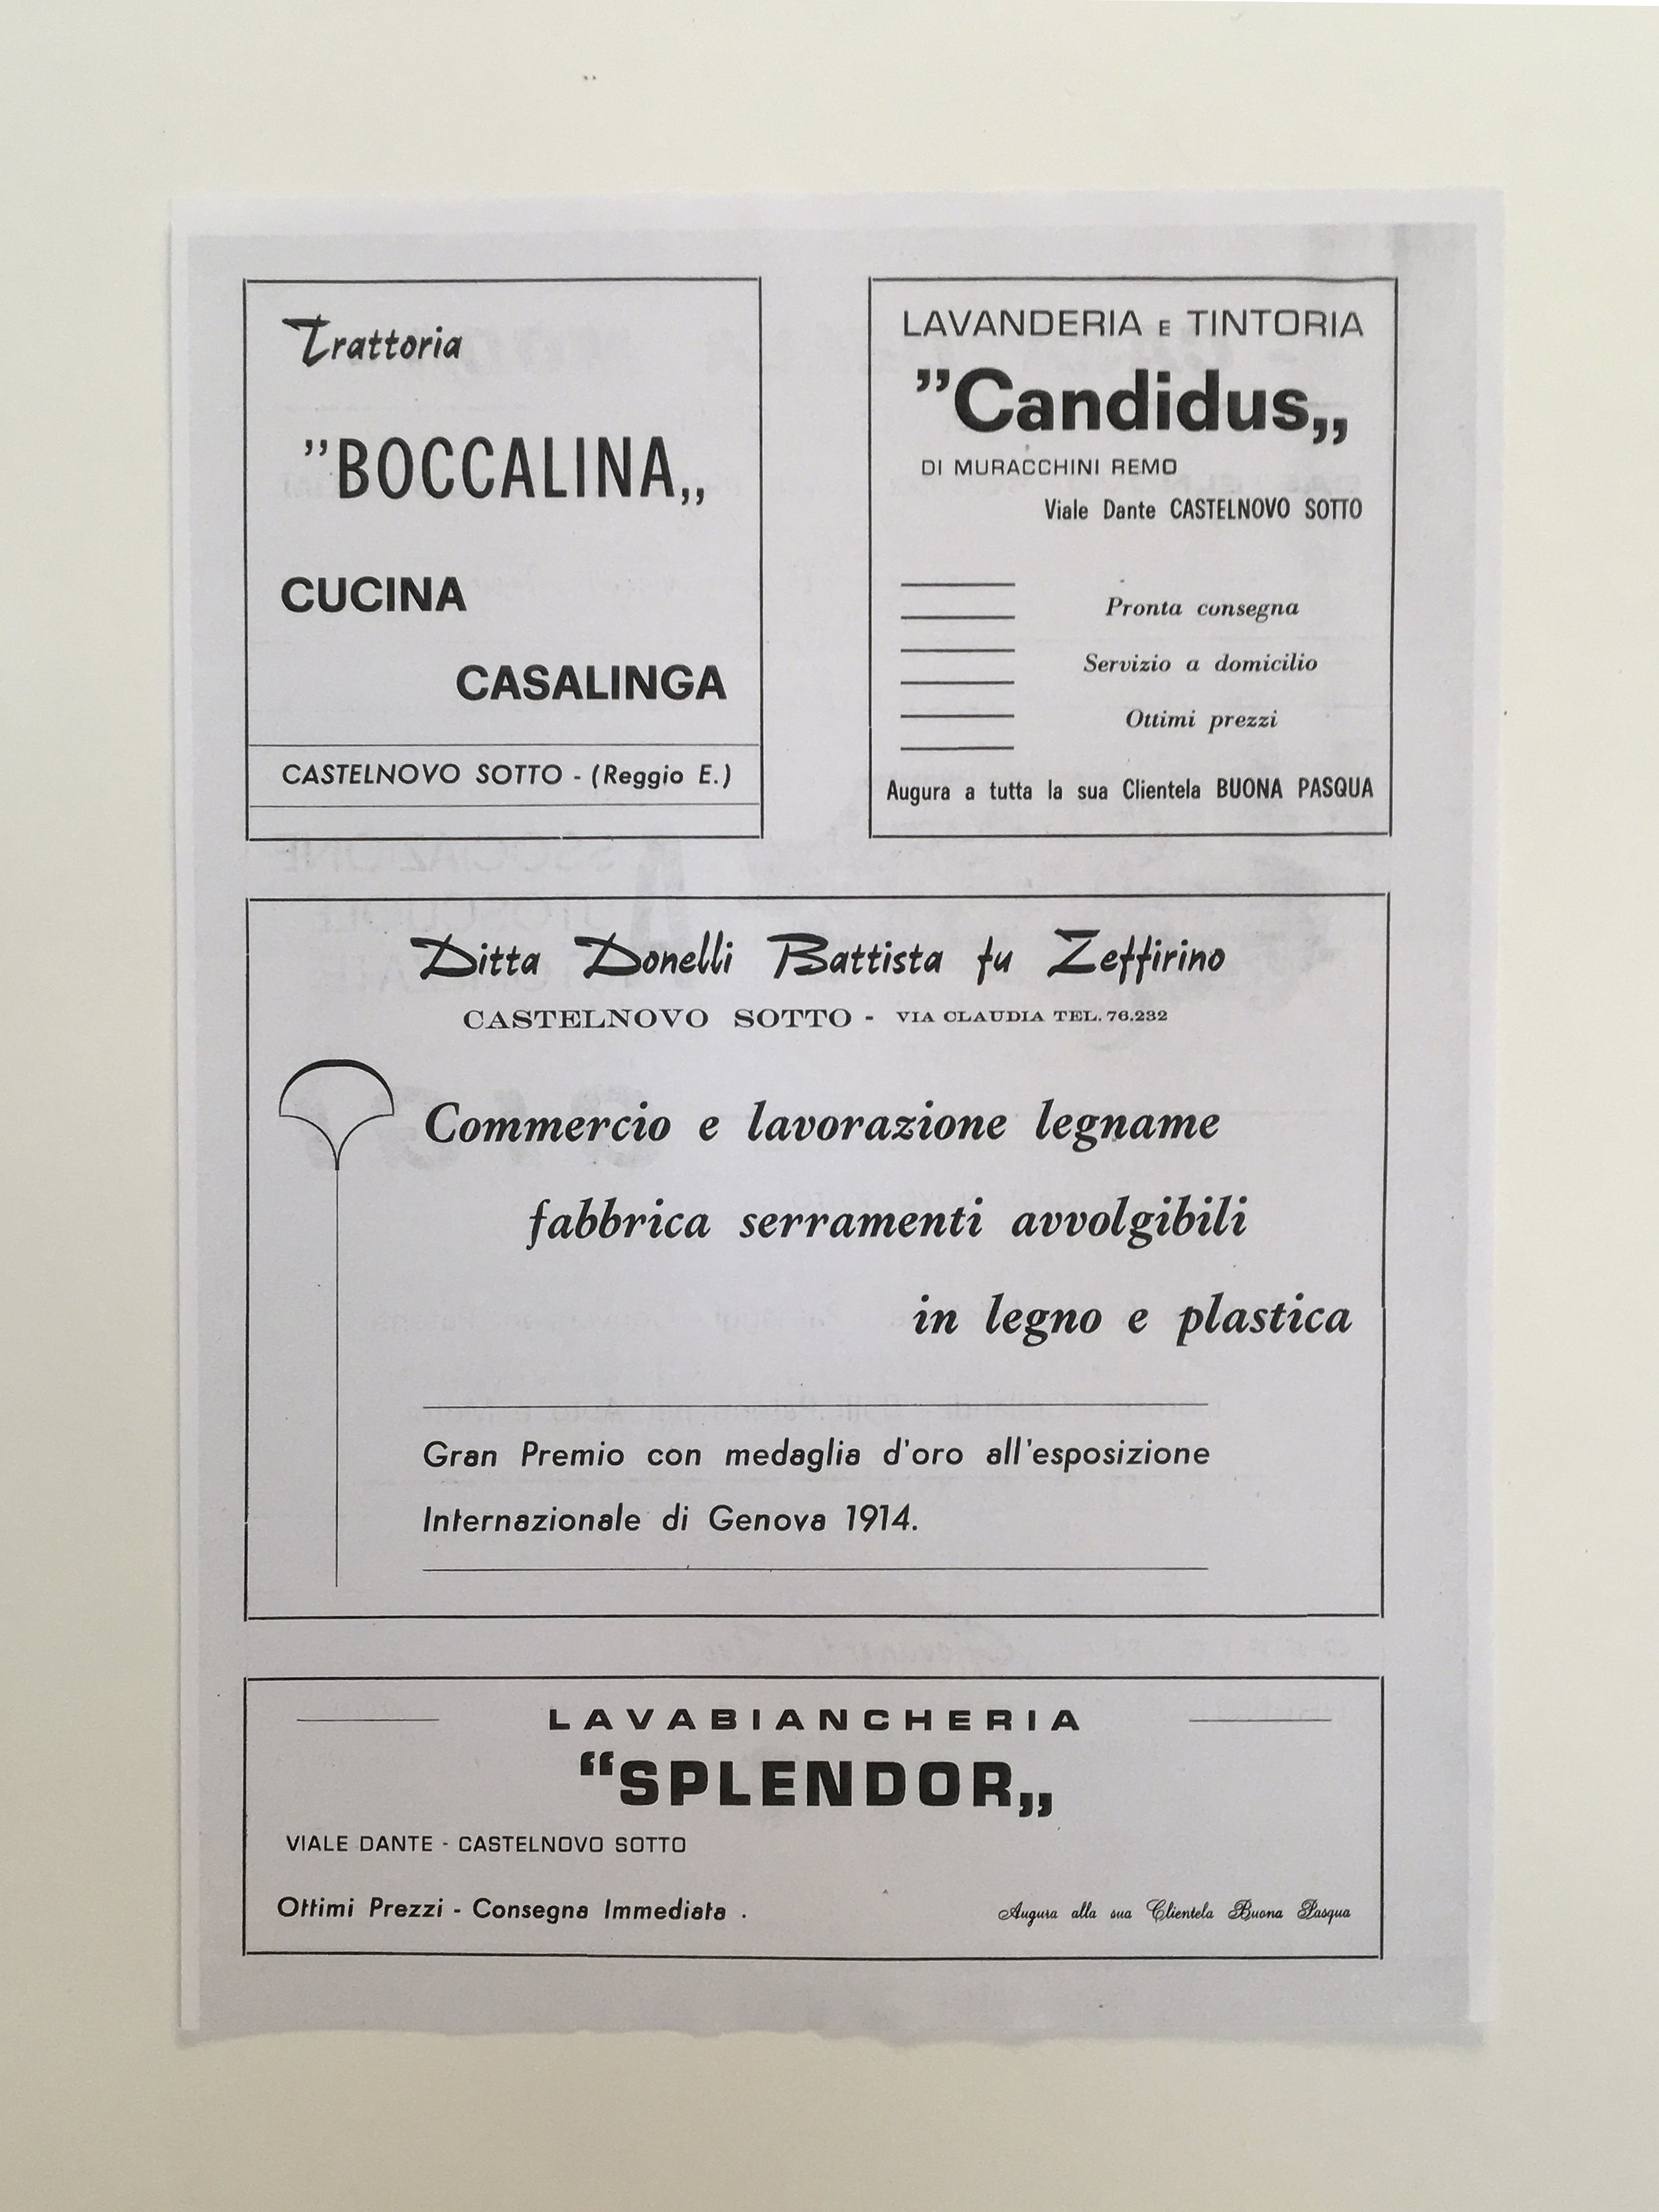 Trattoria
”BOCCALINA„
CUCINA
CASALINGA
CASTELNOVO SOTTO - (Reggio E.)
LAVANDERIA E TINTORIA
”Candidus„
DI MURACCHINI REMO
Viale Dante CASTELNOVO SOTTO
Pronta consegna
Servizio a domicilio
Ottimi prezzi
Augura a tutta la sua Clientela BUONA PASQUA
Ditta Donelli Battista fu Zeffirino
CASTELNOVO SOTTO - VIA CLAUDIA TEL. 76.232
Commercio e lavorazione legname
fabbrica serramenti avvolgibili
in legno e plastica
Gran Premio con medaglia d'oro all'esposizione
Internazionale di Genova 1914.
LAVABIANCHERIA
“SPLENDOR„
VIALE DANTE - CASTELNOVO SOTTO
Ottimi Prezzi - Consegna Immediata .
Augura alla sua Clientela Buona Pasqua